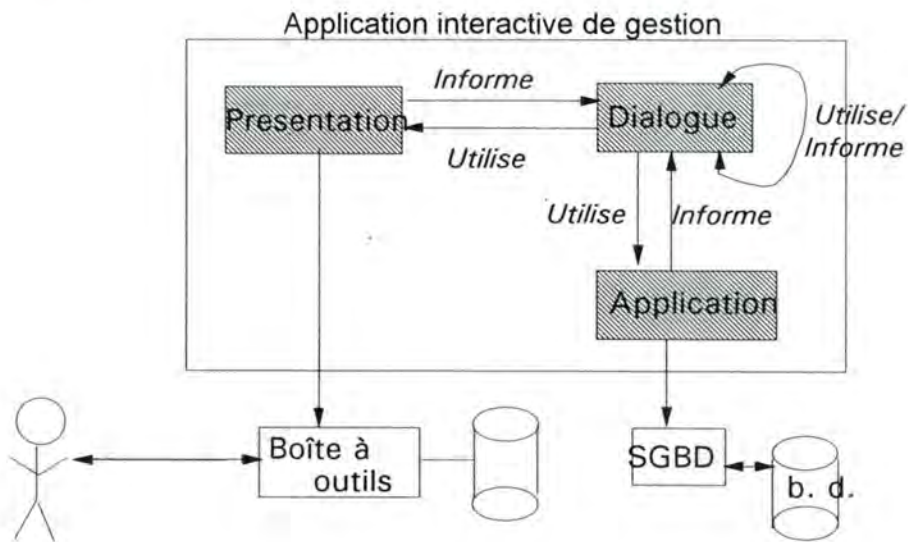 Application interactive de gestion
Informe
Presentation
Dialogue
Utilise/
Informe
Utilise
Utilise
Informe
Application
Boîte à
outils
SGBD
b. d.